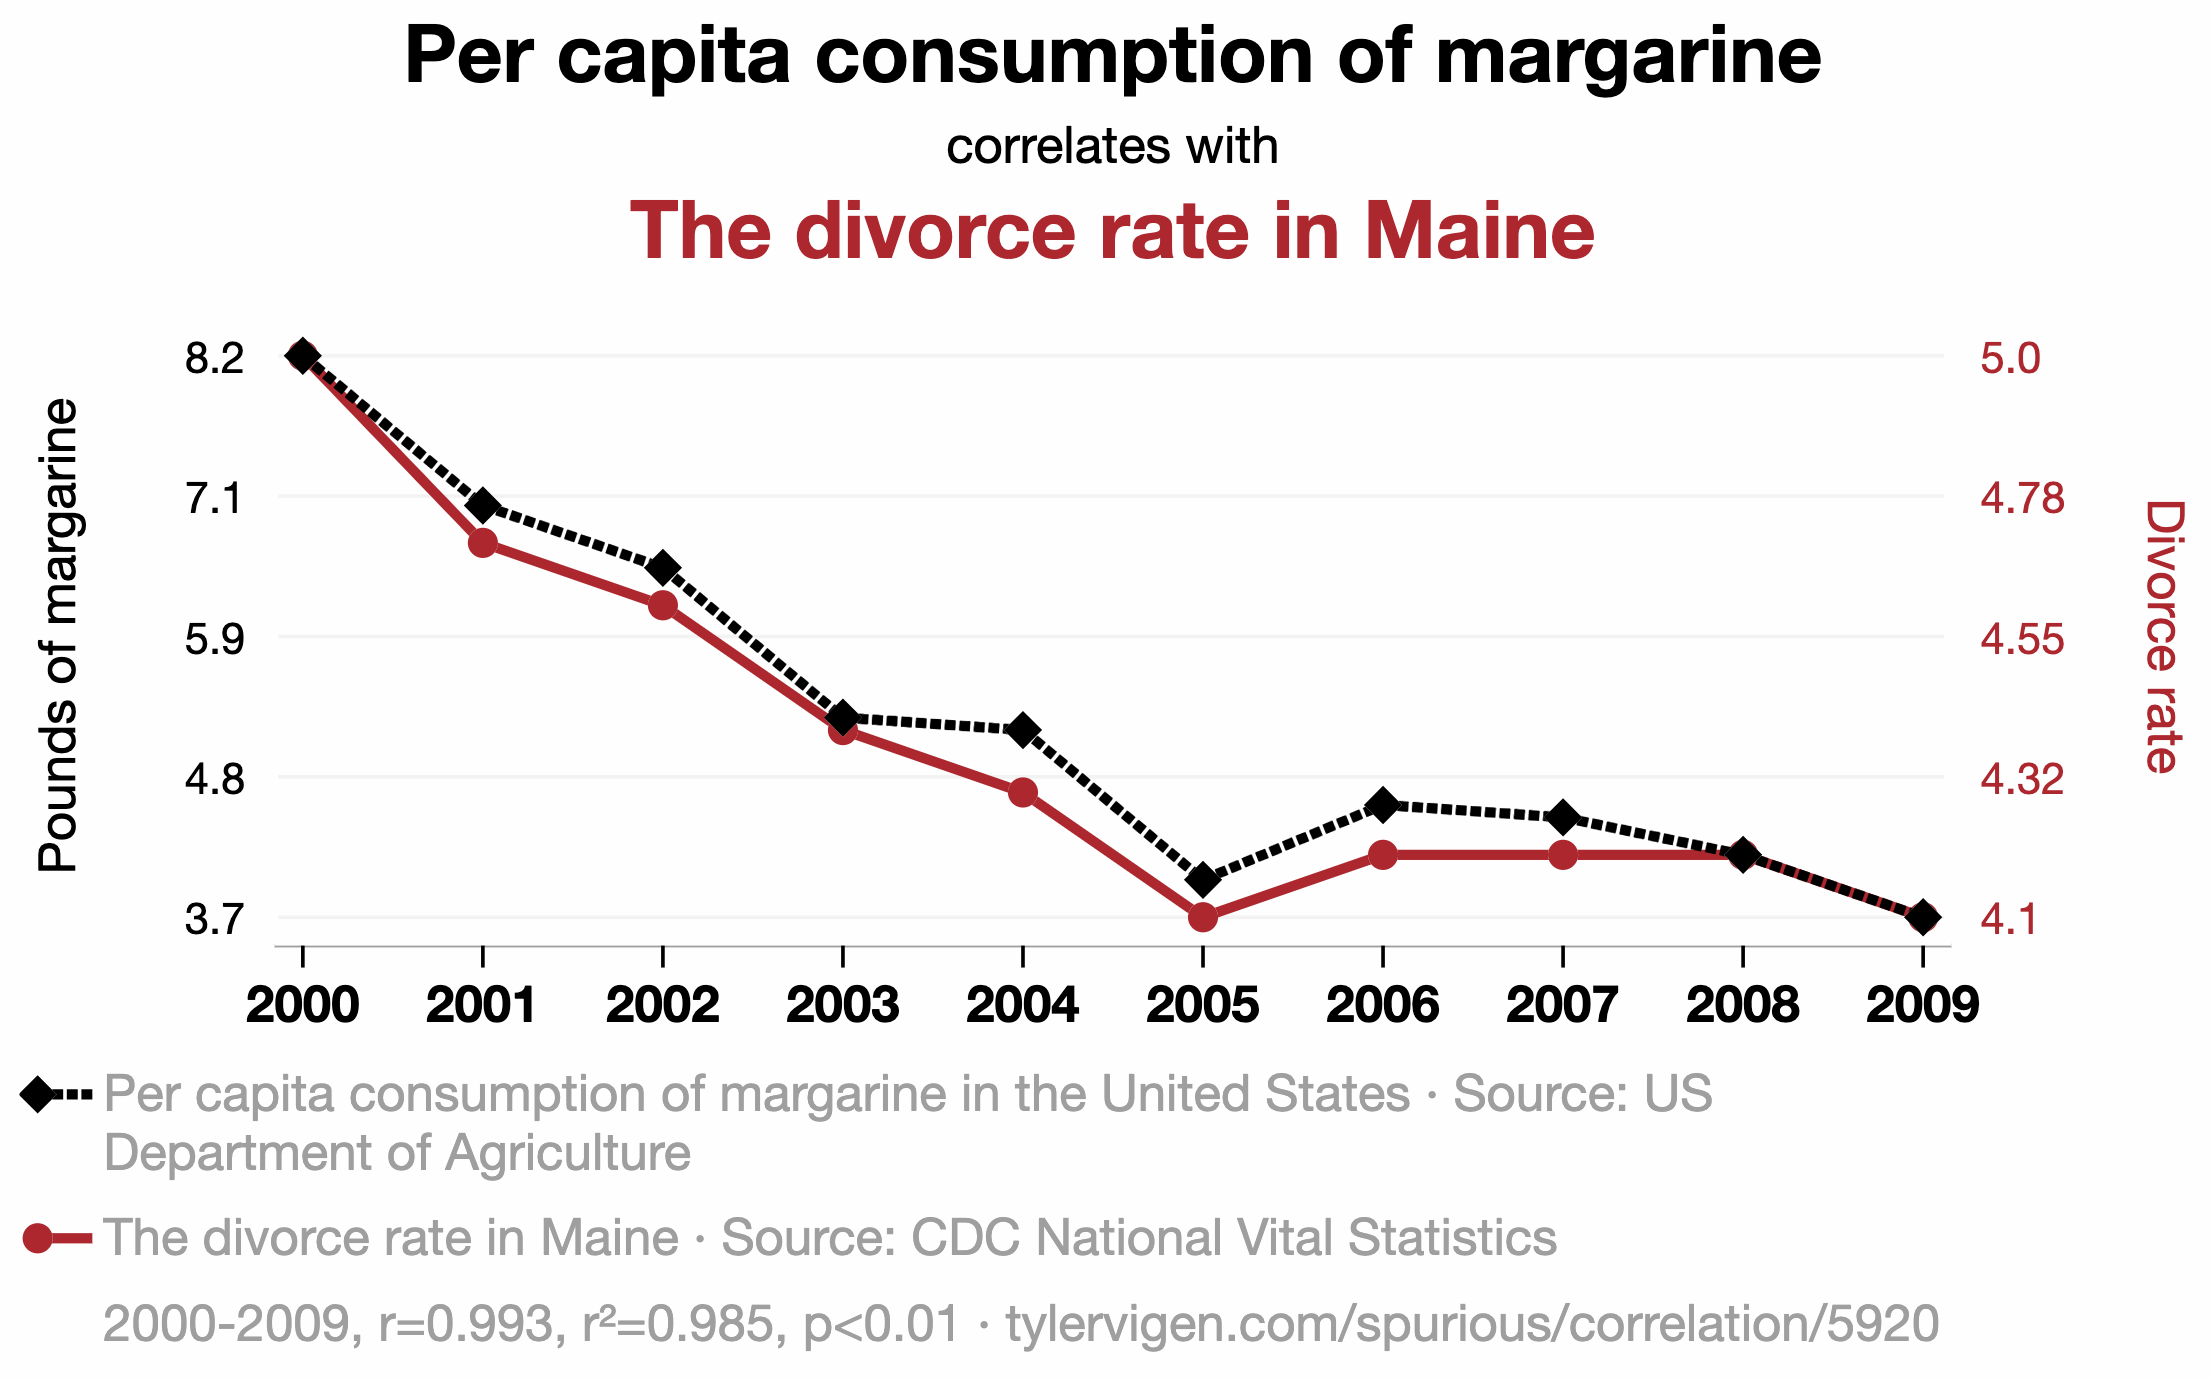 Per capita consumption of margarine
correlates with
The divorce rate in Maine
Pounds of margarine
8.2
7.1
5.9
4.8
3.7
5.0
4.78
4.55
4.32
4.1
Divorce rate
2000 2001 2002 2003 2004 2005 2006 2007 2008 2009
Per capita consumption of margarine in the United States · Source: US
Department of Agriculture
The divorce rate in Maine · Source: CDC National Vital Statistics
2000-2009, r=0.993, r²=0.985, p<0.01 · tylervigen.com/spurious/correlation/5920